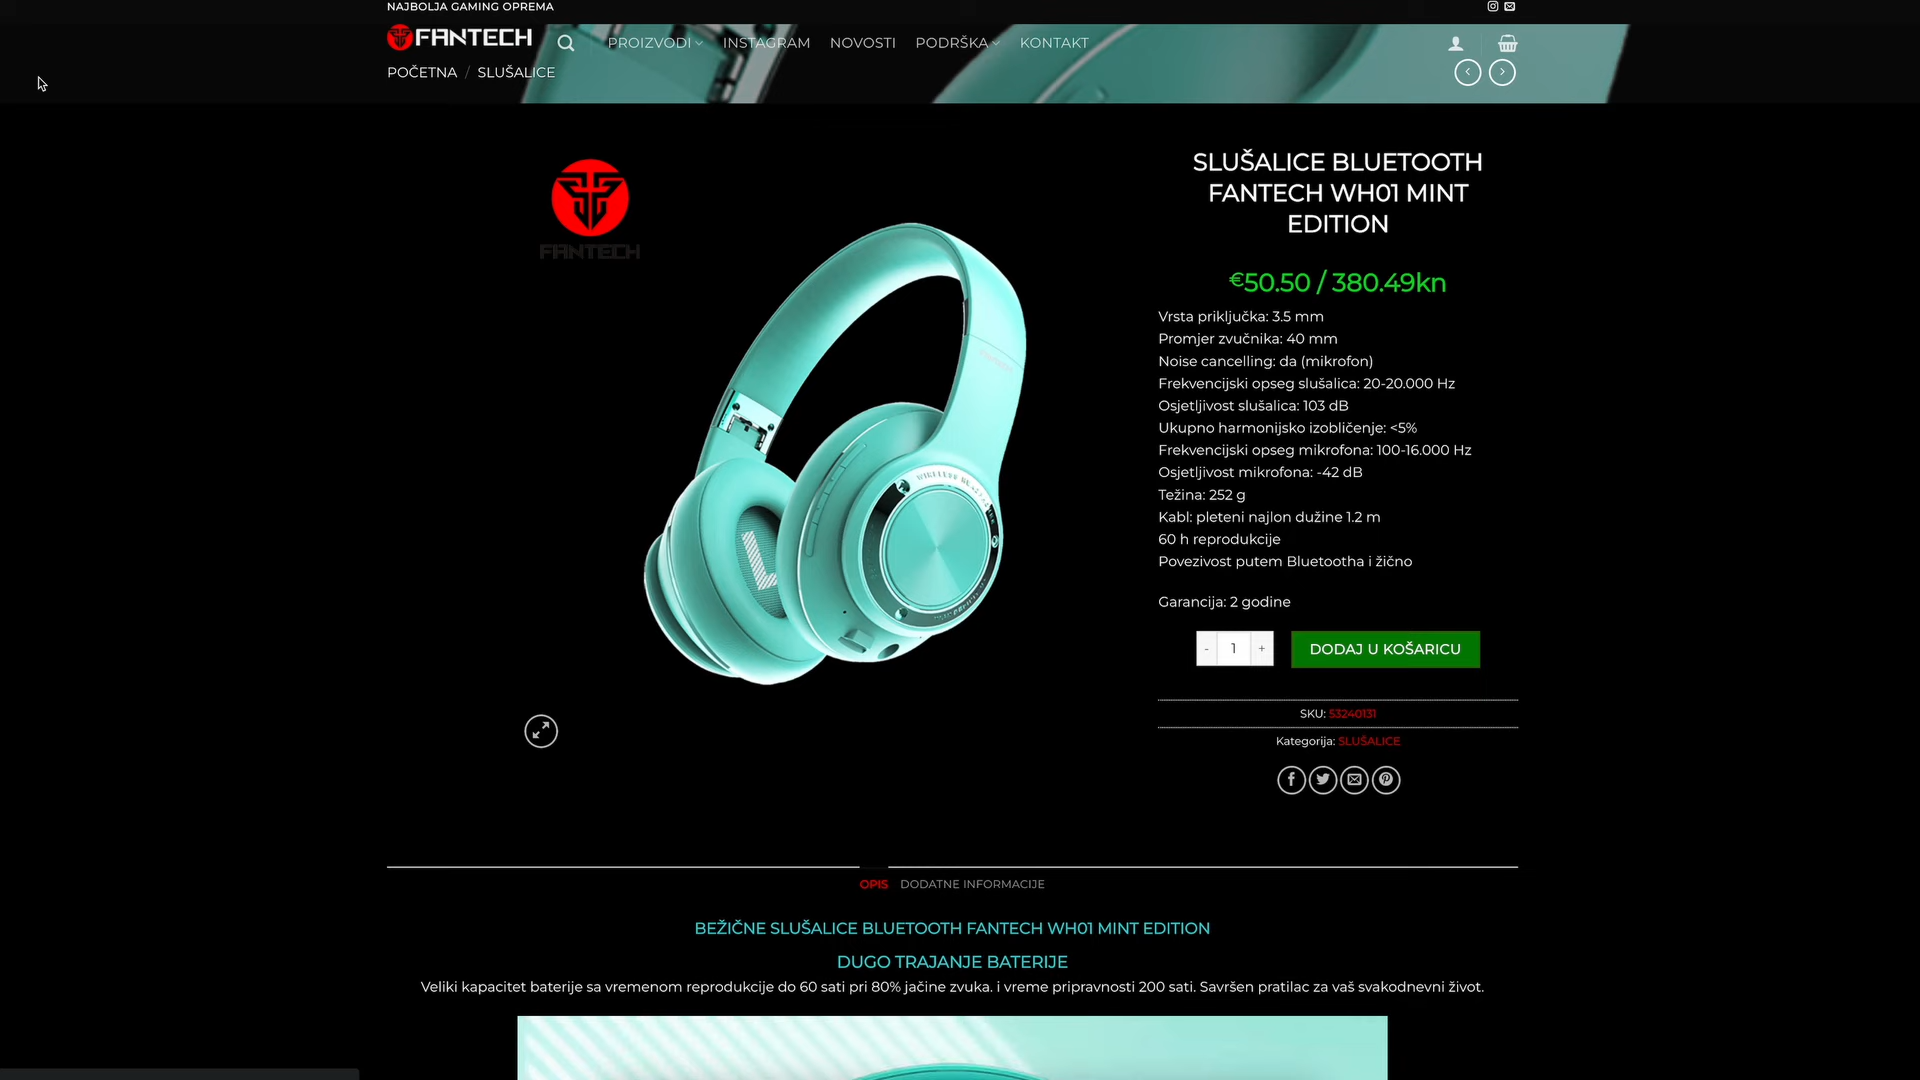 NAJBOLJA GAMING OPREMA
FANTECH
PROIZVODI
INSTAGRAM
NOVOSTI
PODRŠKA
KONTAKT
POČETNA / SLUŠALICE
FANTECH
SLUŠALICE BLUETOOTH
FANTECH WH01 MINT
EDITION
€50.50 / 380.49kn
Vrsta priključka: 3.5 mm
Promjer zvučnika: 40 mm
Noise cancelling: da (mikrofon)
Frekvencijski opseg slušalica: 20-20.000 Hz
Osjetljivost slušalica: 103 dB
Ukupno harmonijsko izobličenje: <5%
Frekvencijski opseg mikrofona: 100-16.000 Hz
Osjetljivost mikrofona: -42 dB
Težina: 252 g
Kabl: pleteni najlon dužine 1.2 m
60 h reprodukcije
Povezivost putem Bluetootha i žično
Garancija: 2 godine
- 1 +
DODAJ U KOŠARICU
SKU: 53240131
Kategorija: SLUŠALICE
OPIS
DODATNE INFORMACIJE
BEŽIČNE SLUŠALICE BLUETOOTH FANTECH WH01 MINT EDITION
DUGO TRAJANJE BATERIJE
Veliki kapacitet baterije sa vremenom reprodukcije do 60 sati pri 80% jačine zvuka. i vreme pripravnosti 200 sati. Savršen pratilac za vaš svakodnevni život.